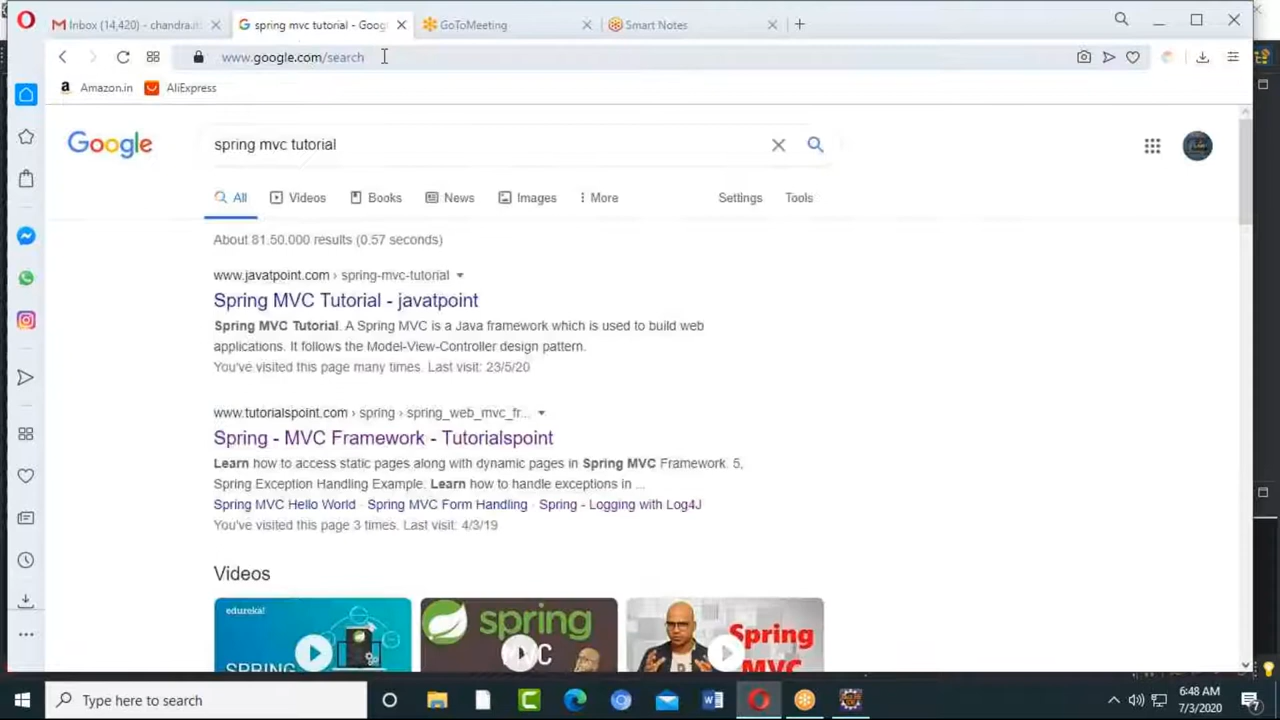 Inbox (14,420) - chandra.
spring mvc tutorial - Goog
GoToMeeting
Smart Notes
www.google.com/search
Amazon.in
AliExpress
Google
spring mvc tutorial
All
Videos
Books
News
Images
More
Settings
Tools
About 81,50,000 results (0.57 seconds)
www.javatpoint.com › spring-mvc-tutorial
Spring MVC Tutorial - javatpoint
Spring MVC Tutorial. A Spring MVC is a Java framework which is used to build web
applications. It follows the Model-View-Controller design pattern.
You've visited this page many times. Last visit: 23/5/20
www.tutorialspoint.com › spring › spring_web_mvc_fr...
Spring - MVC Framework - Tutorialspoint
Learn how to access static pages along with dynamic pages in Spring MVC Framework. 5,
Spring Exception Handling Example. Learn how to handle exceptions in ...
Spring MVC Hello World · Spring MVC Form Handling · Spring - Logging with Log4J
You've visited this page 3 times. Last visit: 4/3/19
Videos
edureka!
SPRING
spring
MVC
Spring
MVC
Type here to search
6:48 AM
7/3/2020
7